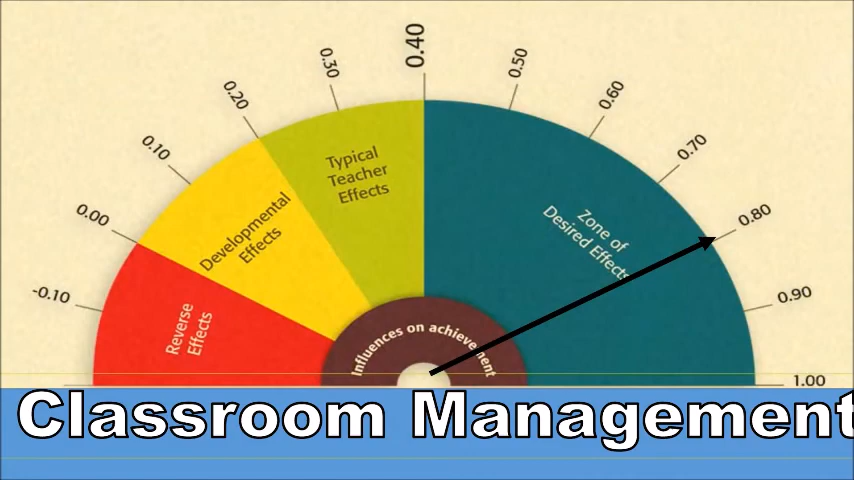 0.40
0.30
0.50
0.20
0.60
0.10
0.70
0.00
0.80
-0.10
0.90
1.00
Typical
Teacher
Effects
Developmental
Effects
Zone of
Desired Effects
Reverse
Effects
Influences on achievement
Classroom Management